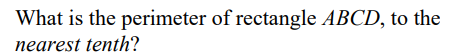 What is the perimeter of rectangle ABCD, to the
nearest tenth?